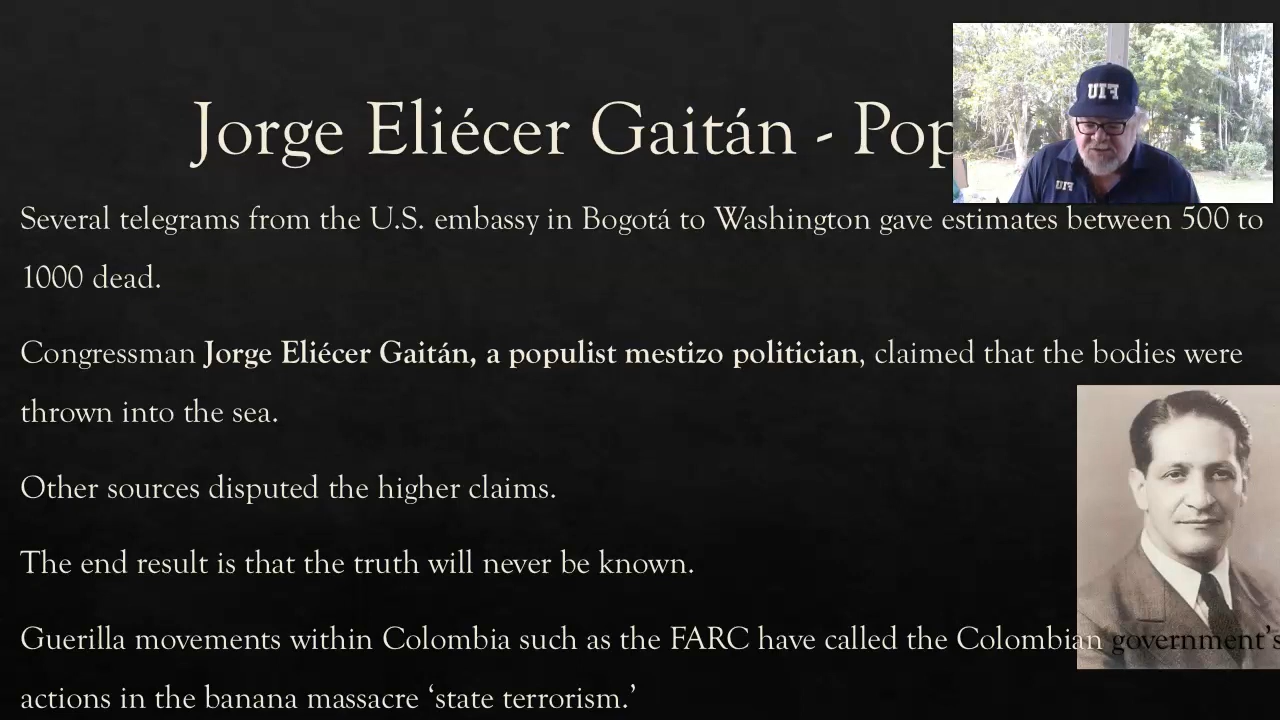 Jorge Eliécer Gaitán - Pop
FIU
FIU
Several telegrams from the U.S. embassy in Bogotá to Washington gave estimates between 500 to
1000 dead.
Congressman Jorge Eliécer Gaitán, a populist mestizo politician, claimed that the bodies were
thrown into the sea.
Other sources disputed the higher claims.
The end result is that the truth will never be known.
Guerilla movements within Colombia such as the FARC have called the Colombian government's
actions in the banana massacre ‘state terrorism.’